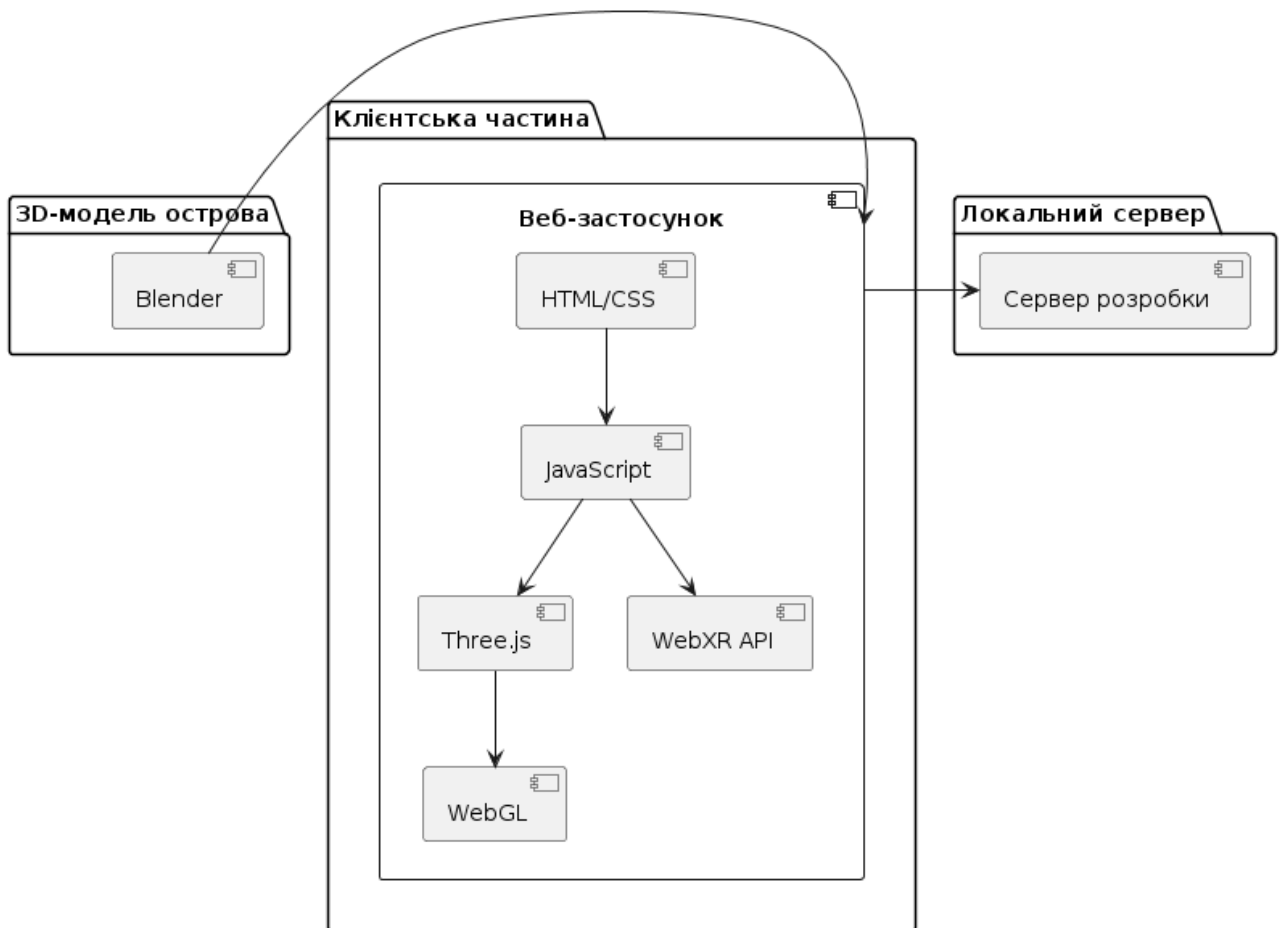 Клієнтська частина
3D-модель острова
Blender
Веб-застосунок
HTML/CSS
JavaScript
Three.js
WebXR API
WebGL
Локальний сервер
Сервер розробки